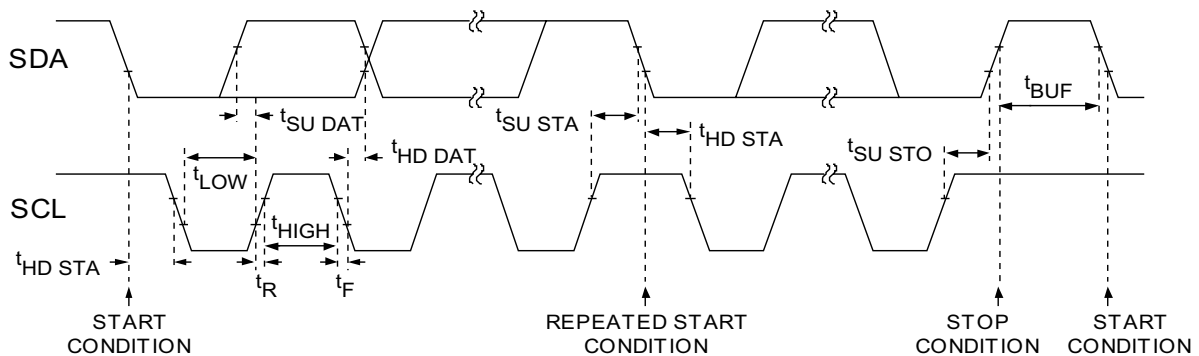 SDA
tBUF
tSU DAT
tSU STA
tHD STA
tHD DAT
tSU STO
tLOW
SCL
tHIGH
tHD STA
tR
tF
START
CONDITION
REPEATED START
CONDITION
STOP
CONDITION
START
CONDITION